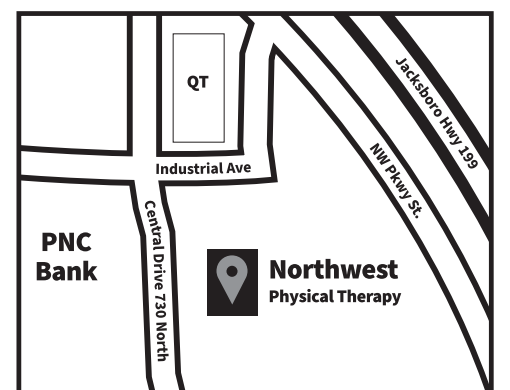 QT
Jacksboro Hwy 199
Industrial Ave
NW Pkwy St.
Central Drive 730 North
PNC
Bank
Northwest
Physical Therapy